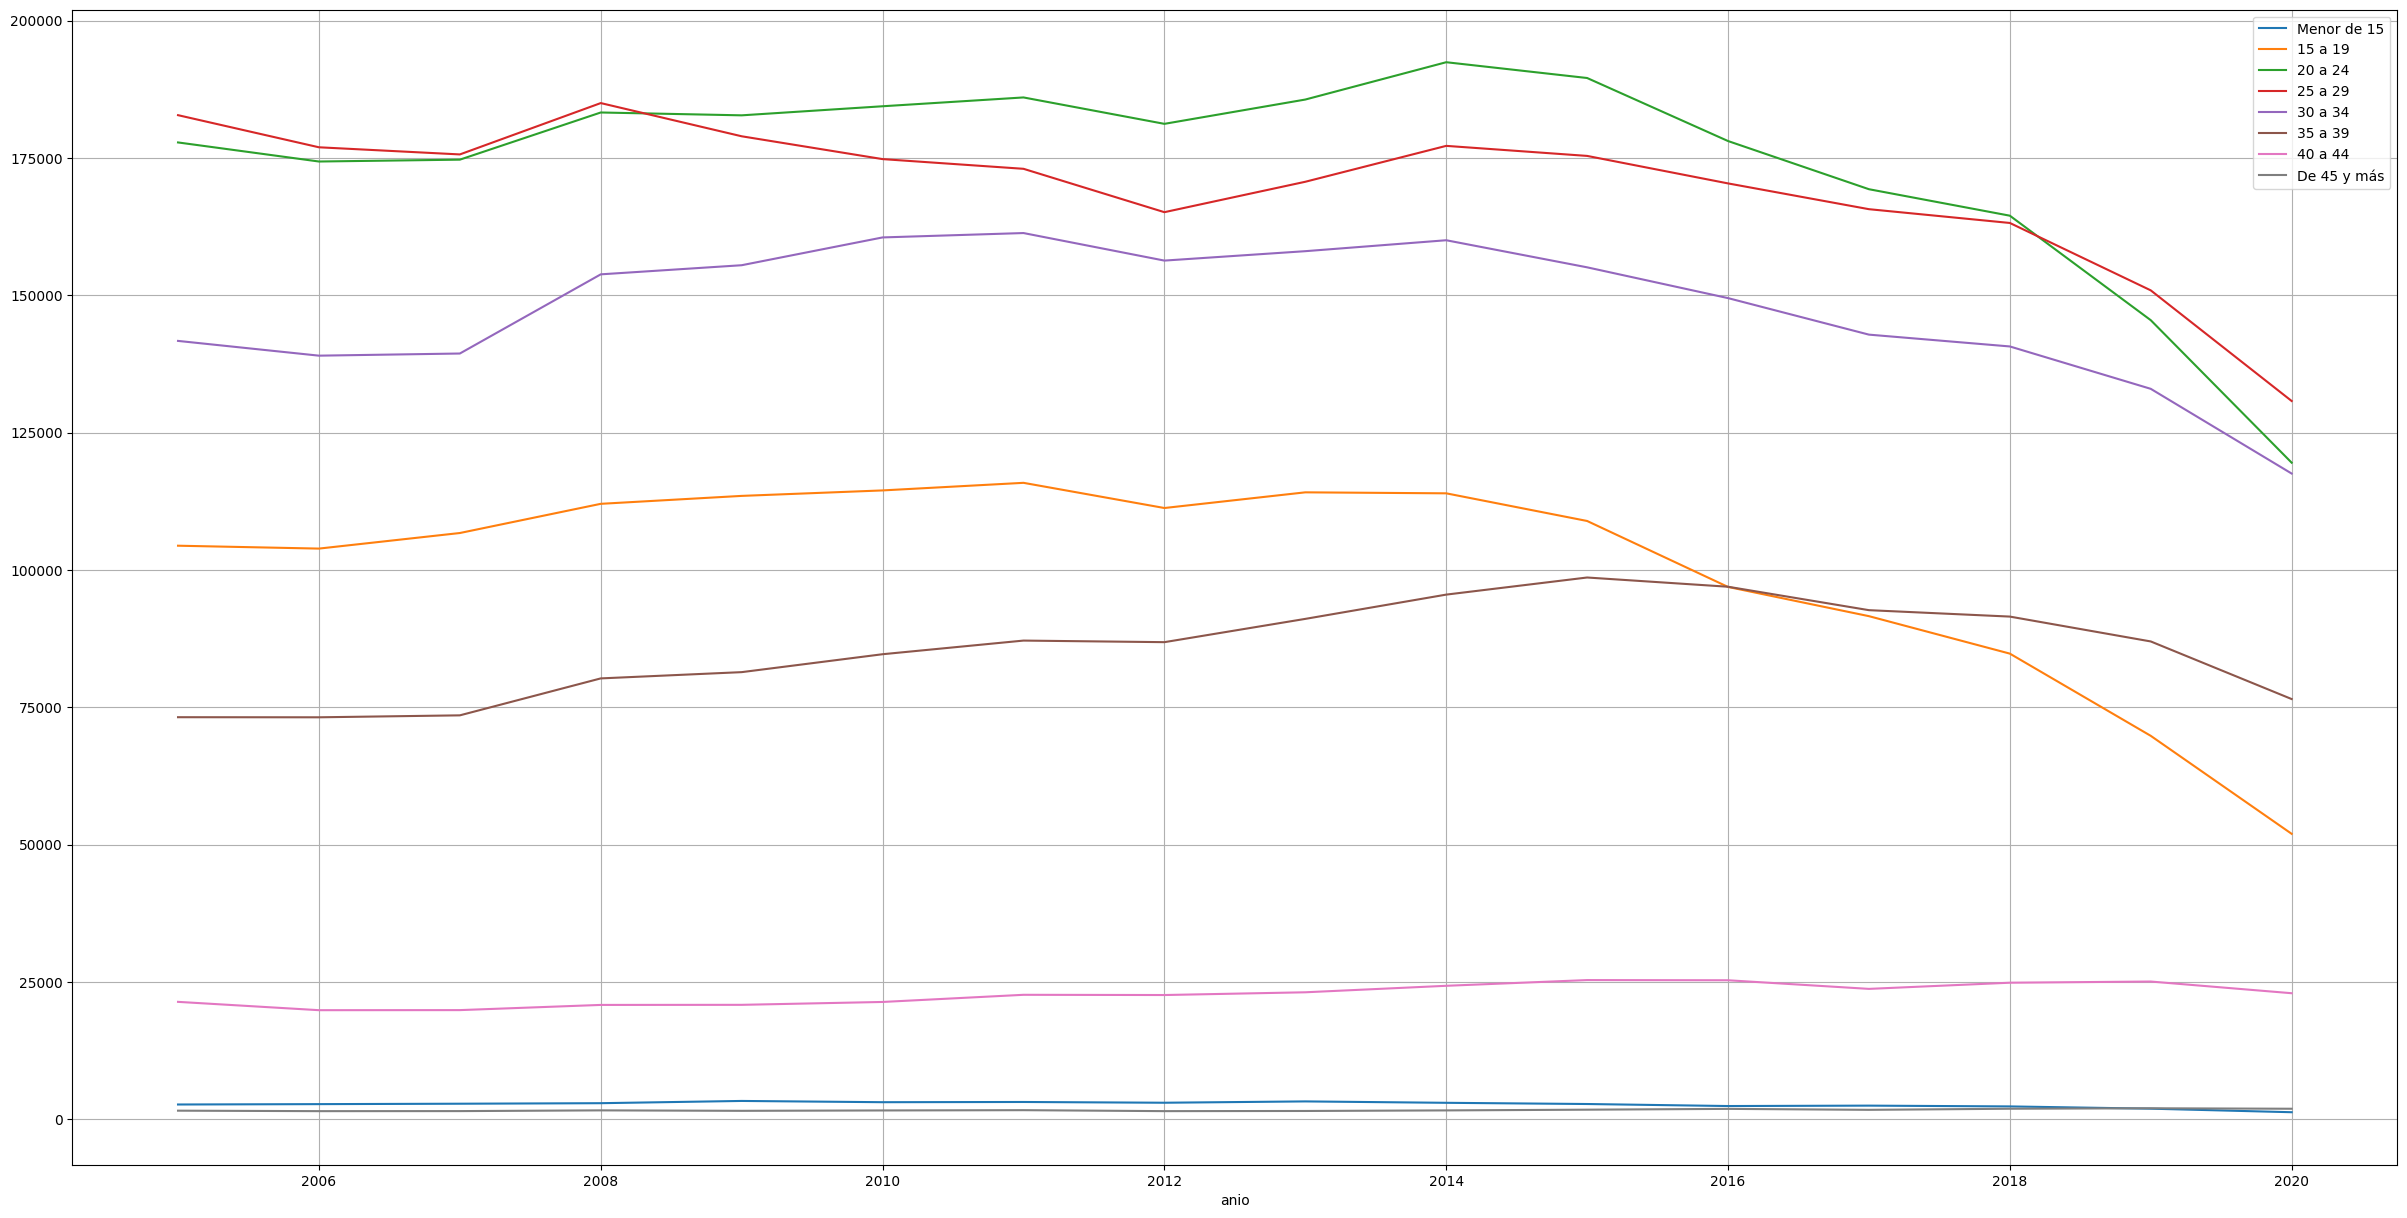 200000
175000
150000
125000
100000
75000
50000
25000
0
2006 2008 2010 2012 2014 2016 2018 2020
anio
Menor de 15
15 a 19
20 a 24
25 a 29
30 a 34
35 a 39
40 a 44
De 45 y más